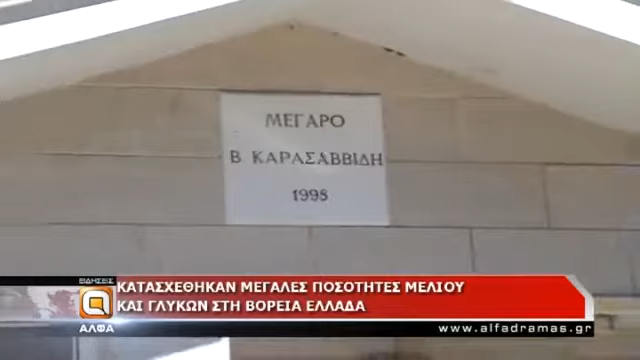 ΜΕΓΑΡΟ
Β ΚΑΡΑΣΑΒΒΙΔΗ
1998
ΕΙΔΗΣΕΙΣ
ΑΛΦΑ
ΚΑΤΑΣΧΕΘΗΚΑΝ ΜΕΓΑΛΕΣ ΠΟΣΟΤΗΤΕΣ ΜΕΛΙΟΥ
ΚΑΙ ΓΛΥΚΩΝ ΣΤΗ ΒΟΡΕΙΑ ΕΛΛΑΔΑ
www.alfadramas.gr